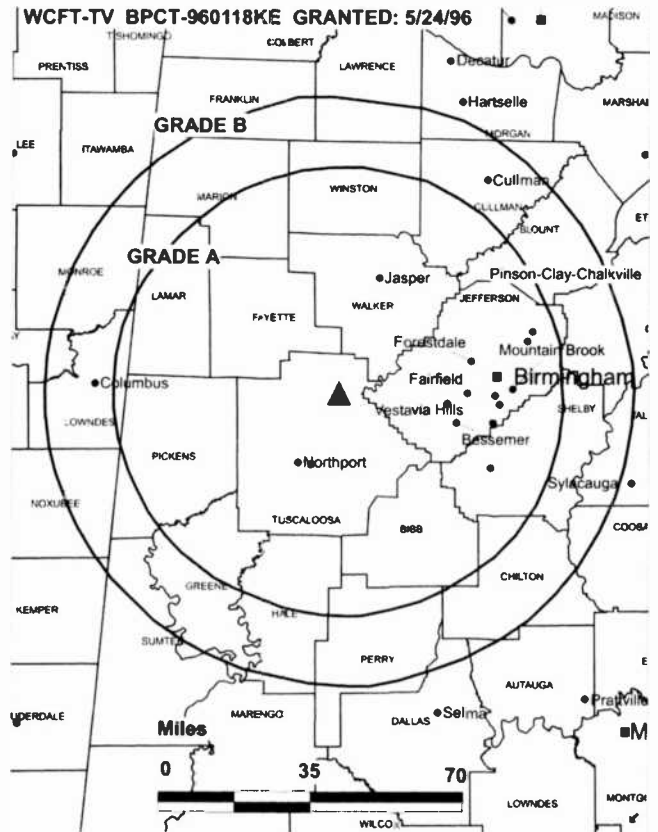 WCFT-TV BPCT-960118KE GRANTED: 5/24/96
MADISON
TISHOMINGO
COLBERT
PRENTISS
LAWRENCE
Decatur
FRANKLIN
Hartselle
MARSHAL
GRADE B
MORGAN
LEE
ITAWAMBA
WINSTON
Cullman
MARION
CULLMAN
ET
BLOUNT
GRADE A
MONROE
Jasper
Pinson-Clay-Chalkville
LAMAR
WALKER
JEFFERSON
FAYETTE
Forestdale
Mountain Brook
Columbus
Fairfield
Birmingham
Vestavia Hills
SHELBY
LOWNDES
Bessemer
PICKENS
Northport
Sylacauga
NOXUBEE
TUSCALOOSA
BIBB
COOSA
CHILTON
GREENE
KEMPER
HALE
SUMTE
PERRY
AUTAUGA
E
Prattville
UDERDALE
MARENGO
Selma
DALLAS
Miles
M
0 35 70
LOWNDES
MONTG
WILCOX